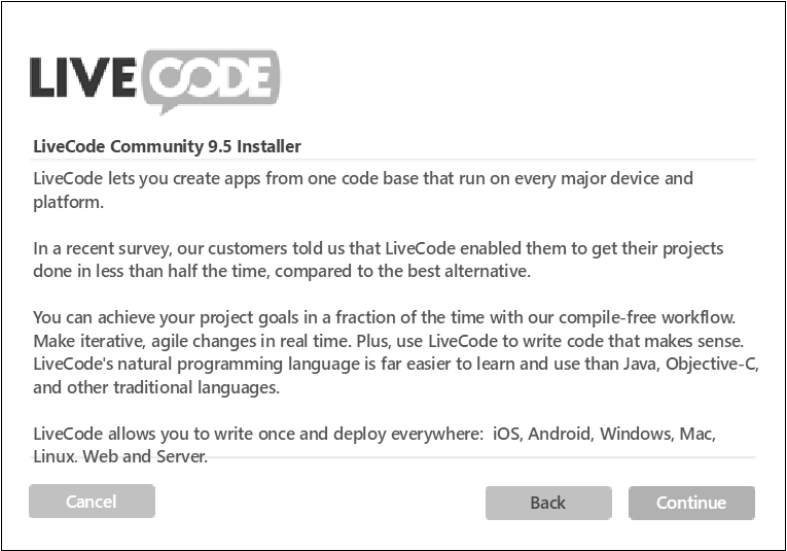 LIVE CODE
LiveCode Community 9.5 Installer
LiveCode lets you create apps from one code base that run on every major device and
platform.
In a recent survey, our customers told us that LiveCode enabled them to get their projects
done in less than half the time, compared to the best alternative.
You can achieve your project goals in a fraction of the time with our compile-free workflow.
Make iterative, agile changes in real time. Plus, use LiveCode to write code that makes sense.
LiveCode's natural programming language is far easier to learn and use than Java, Objective-C,
and other traditional languages.
LiveCode allows you to write once and deploy everywhere:  iOS, Android, Windows, Mac,
Linux. Web and Server.
Cancel Back Continue